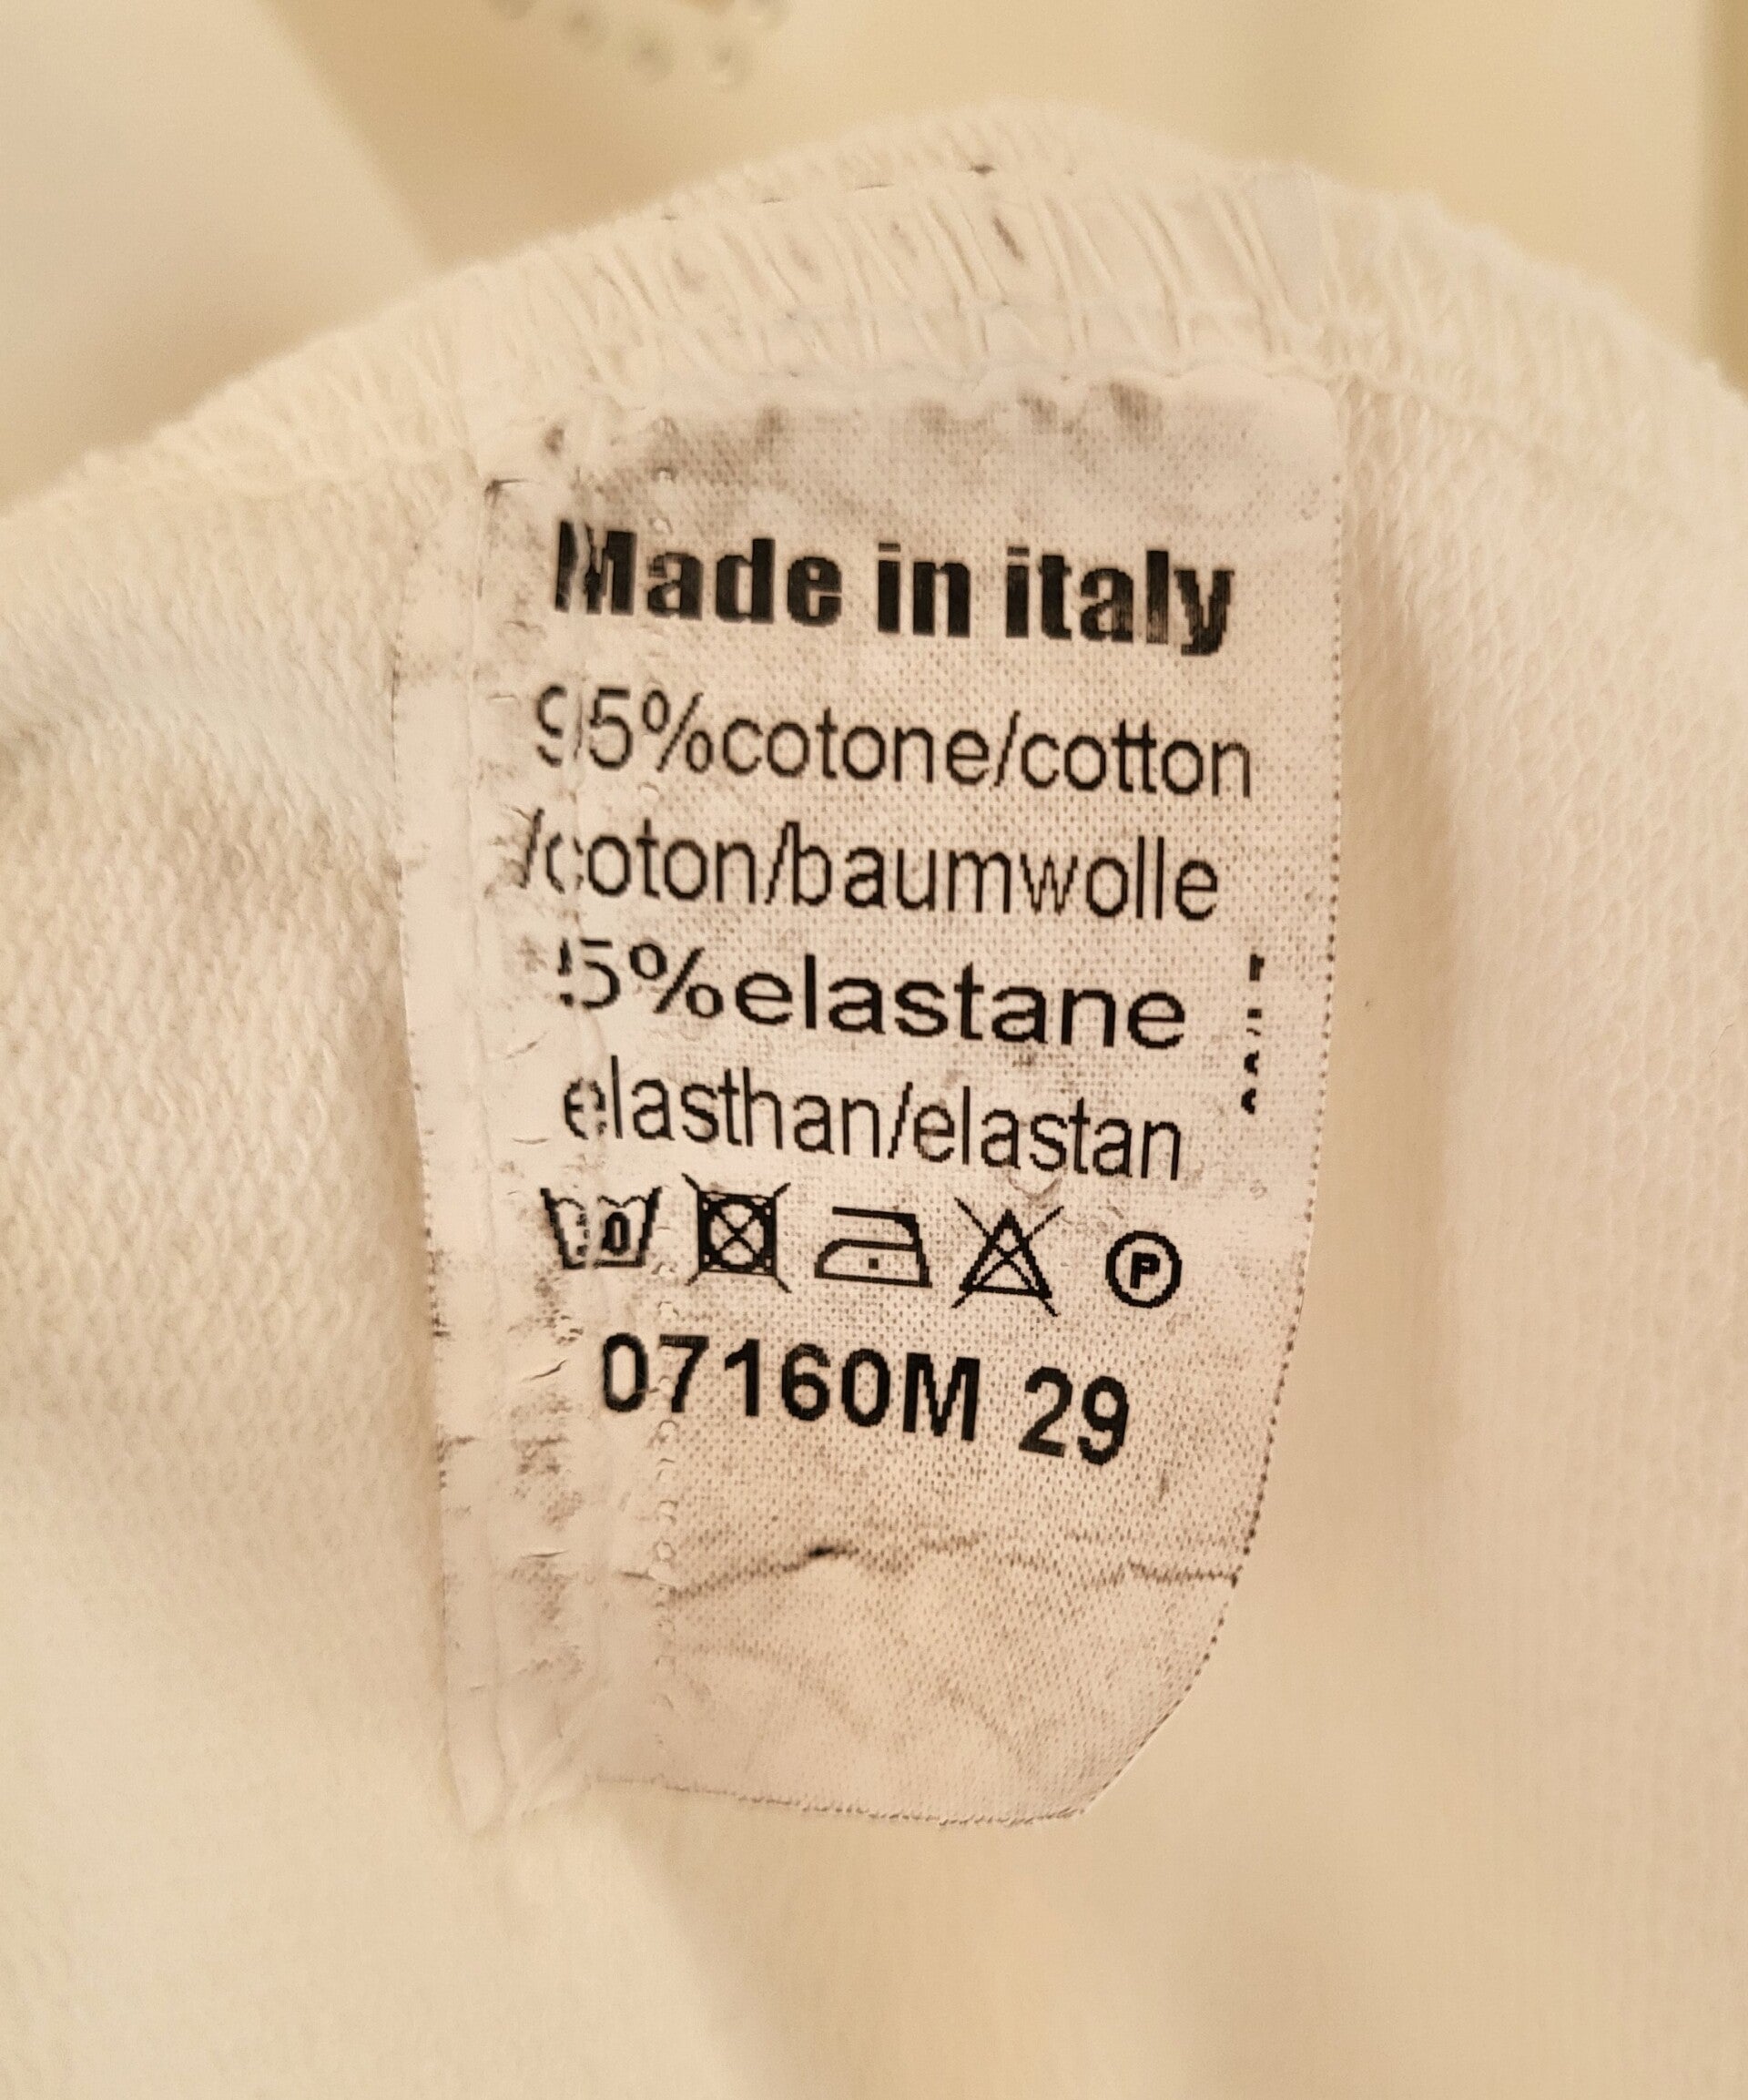 Made in italy
95%cotone/cotton
/coton/baumwolle
5%elastane
elasthan/elastan
P
07160M 29